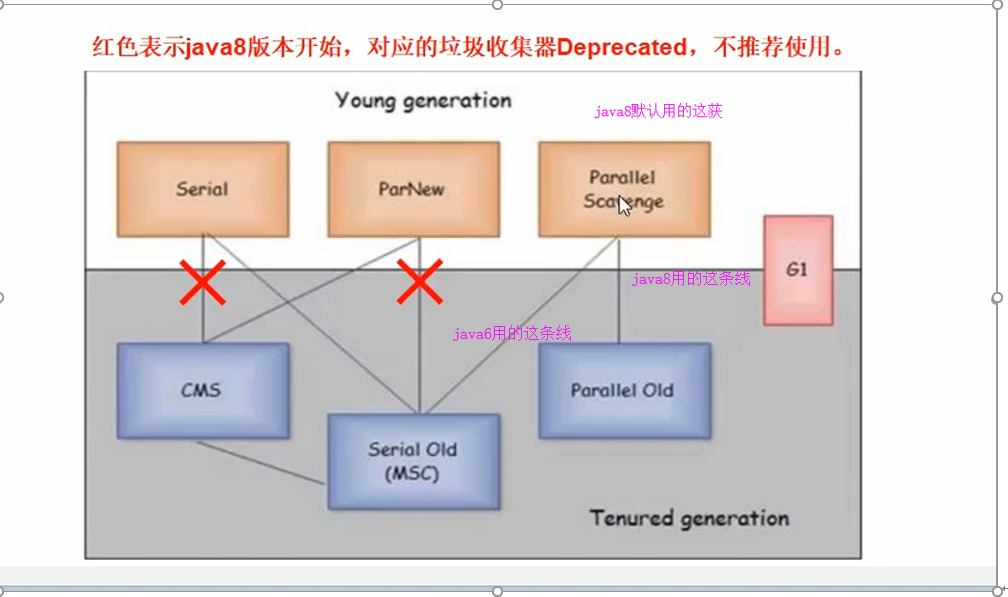 红色表示java8版本开始，对应的垃圾收集器Deprecated，不推荐使用。
Young generation
java8默认用的这获
Serial
ParNew
Parallel
Scavenge
G1
java8用的这条线
java6用的这条线
CMS
Parallel Old
Serial Old
(MSC)
Tenured generation